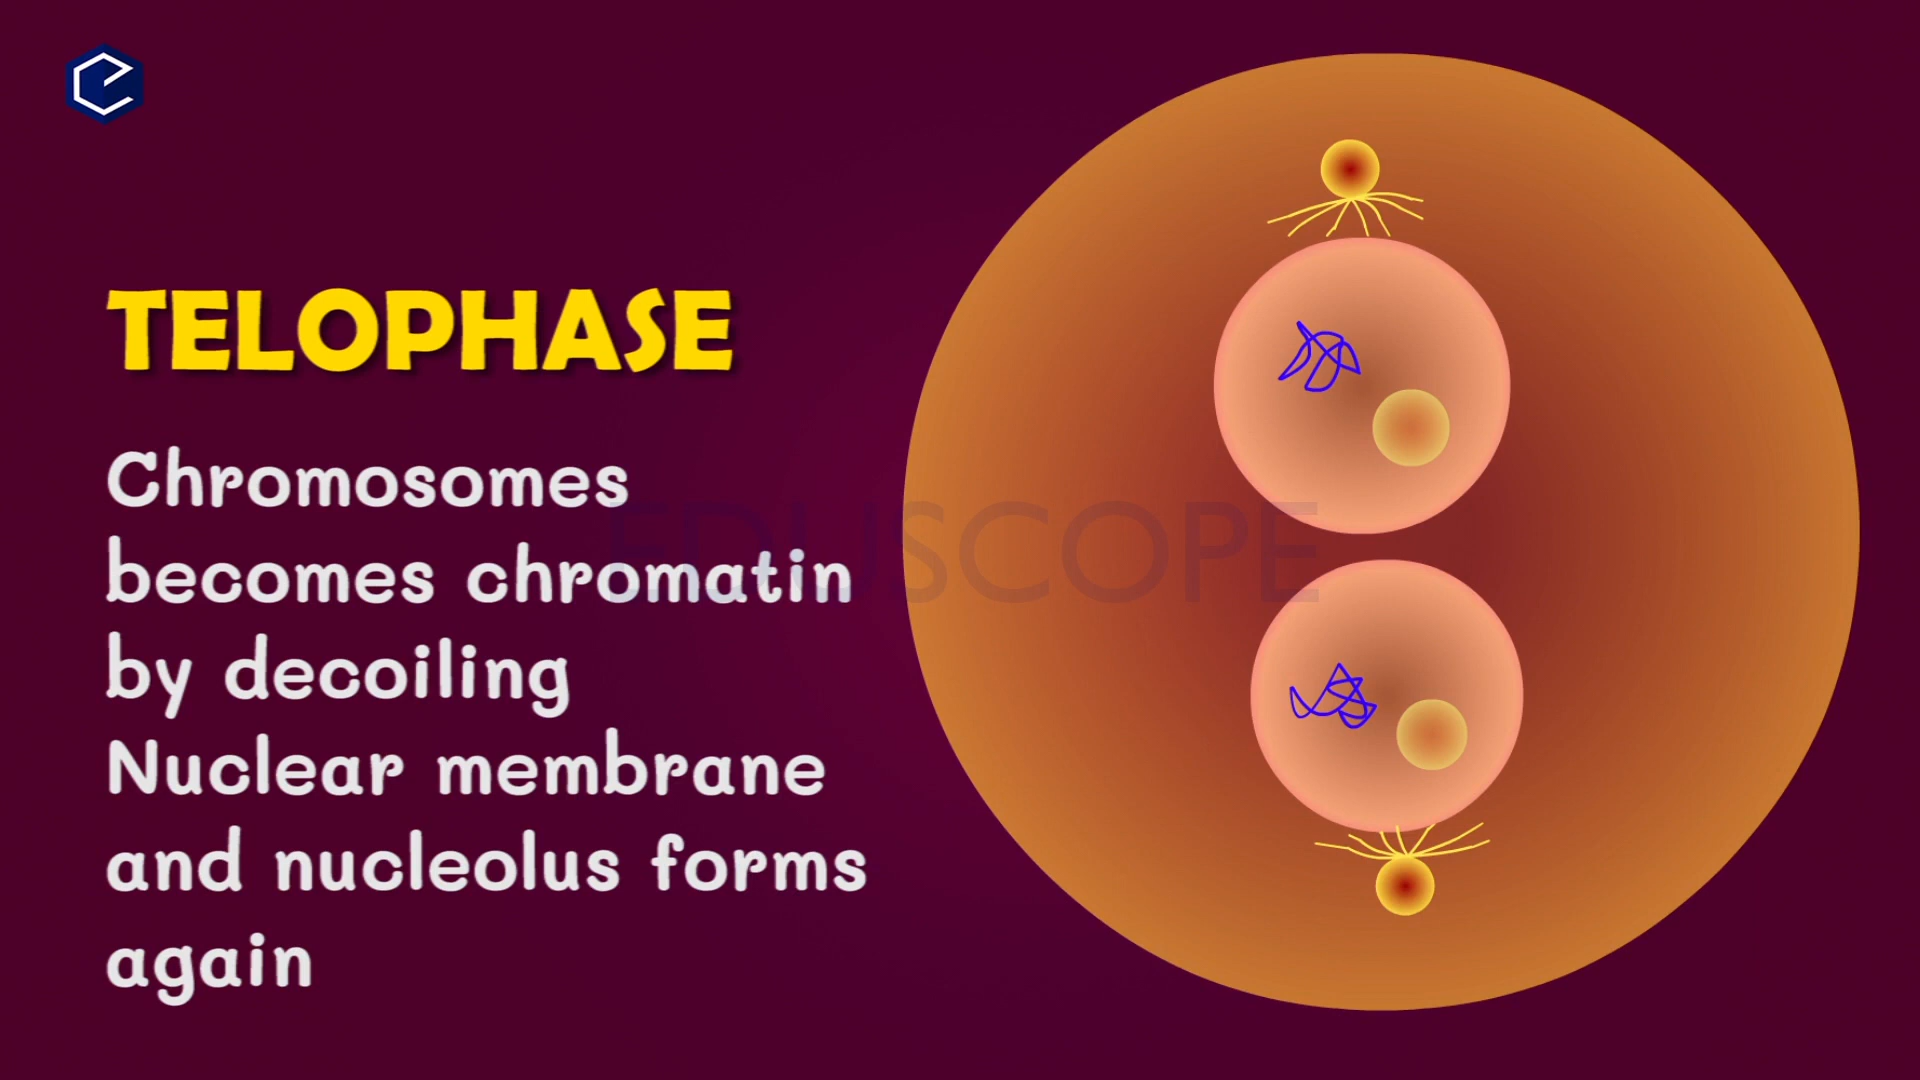 TELOPHASE
Chromosomes
becomes chromatin
by decoiling
Nuclear membrane
and nucleolus forms
again
EDUSCOPE